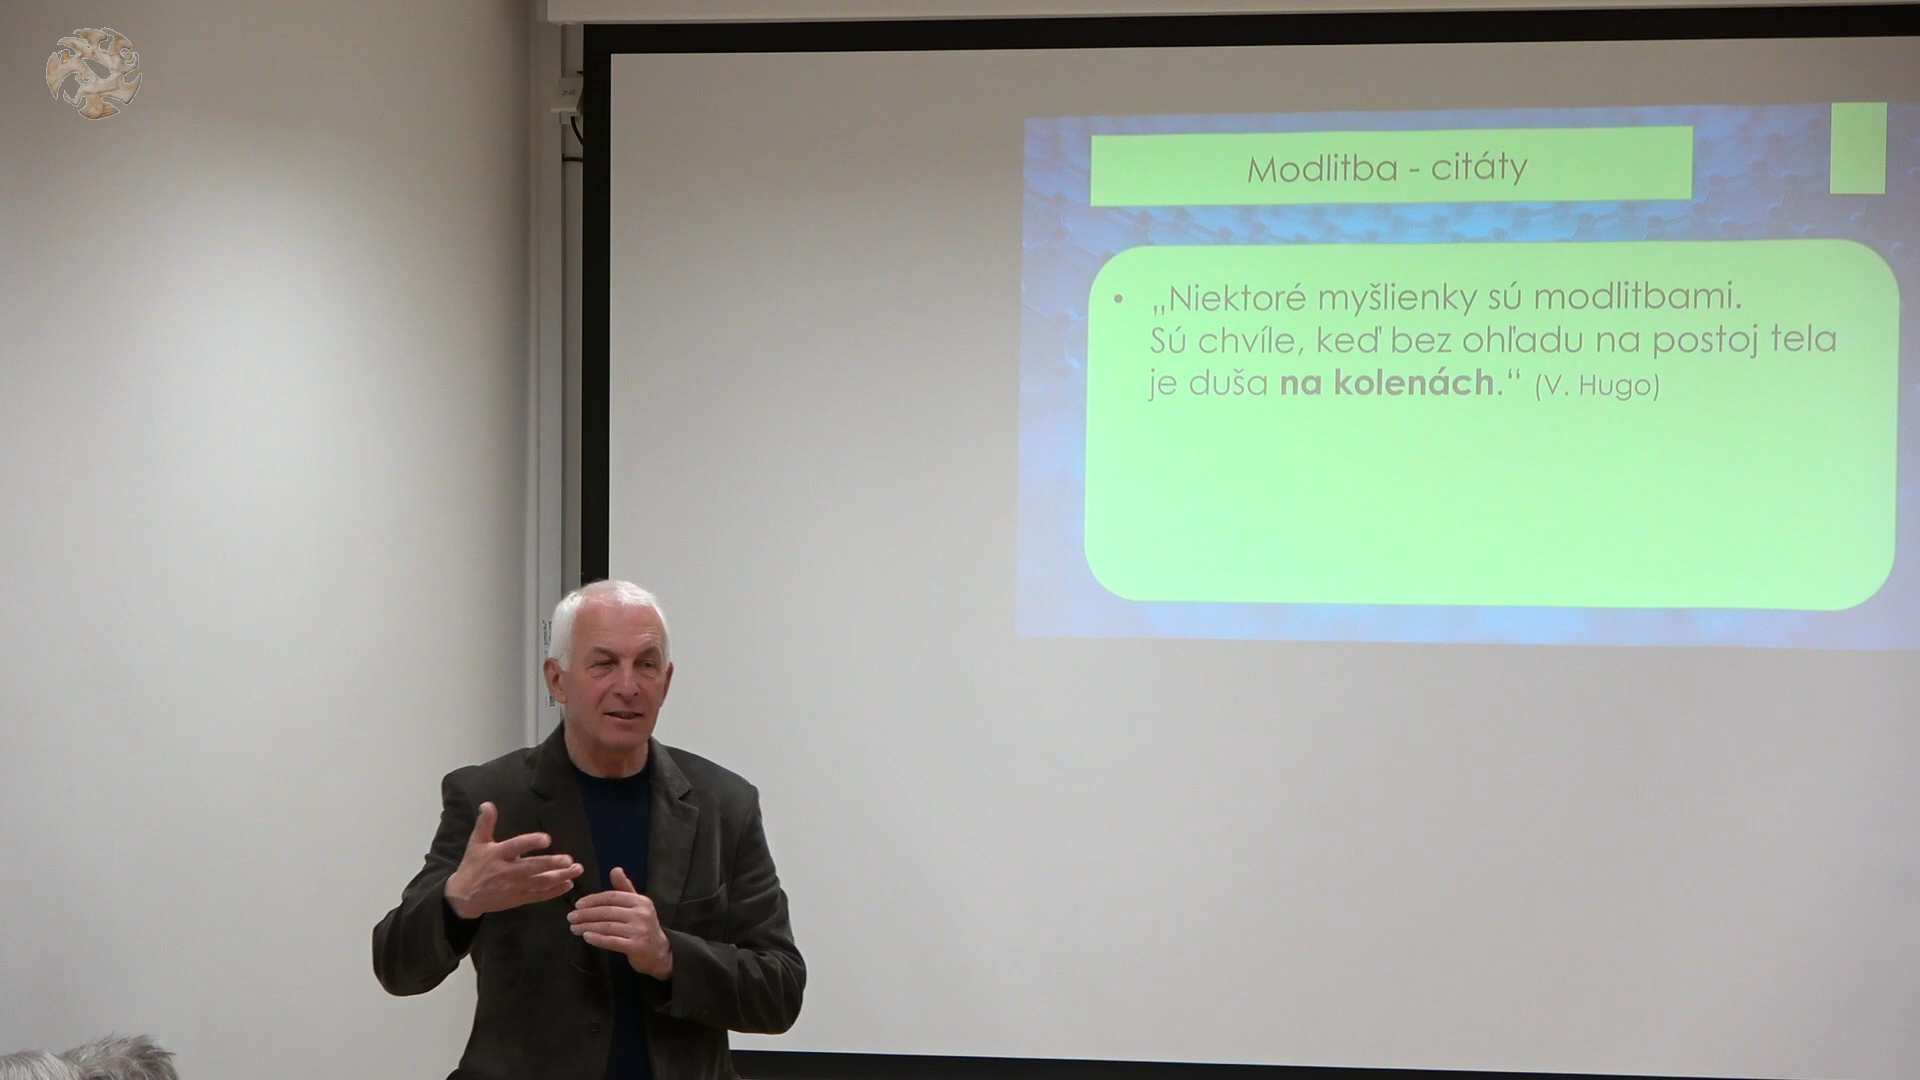 Modlitba - citáty
• „Niektoré myšlienky sú modlitbami.
Sú chvíle, keď bez ohľadu na postoj tela
je duša na kolenách.“ (V. Hugo)